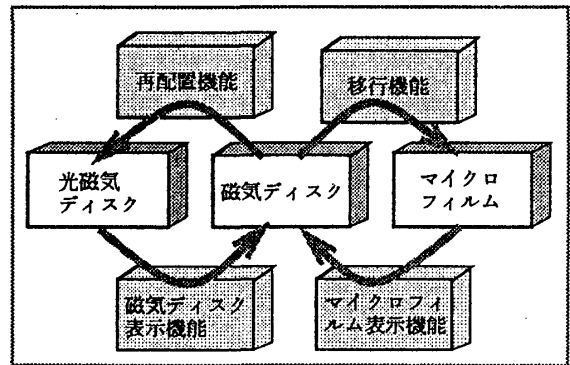 再配置機能
移行機能
光磁気
ディスク
磁気ディスク
マイクロ
フィルム
磁気ディスク
表示機能
マイクロフィ
ルム表示機能